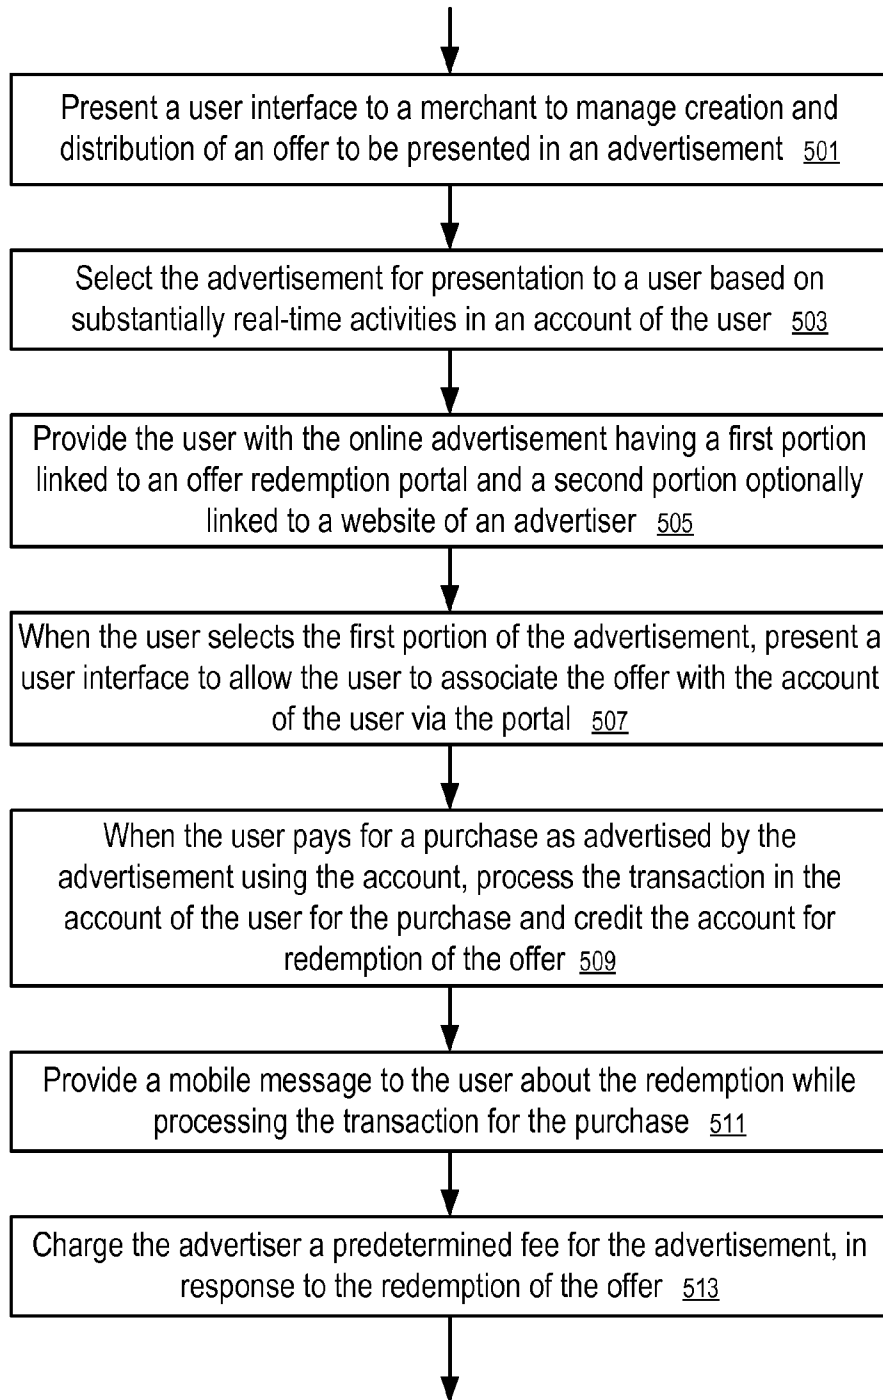 Present a user interface to a merchant to manage creation and
distribution of an offer to be presented in an advertisement 501
Select the advertisement for presentation to a user based on
substantially real-time activities in an account of the user 503
Provide the user with the online advertisement having a first portion
linked to an offer redemption portal and a second portion optionally
linked to a website of an advertiser 505
When the user selects the first portion of the advertisement, present a
user interface to allow the user to associate the offer with the account
of the user via the portal 507
When the user pays for a purchase as advertised by the
advertisement using the account, process the transaction in the
account of the user for the purchase and credit the account for
redemption of the offer 509
Provide a mobile message to the user about the redemption while
processing the transaction for the purchase 511
Charge the advertiser a predetermined fee for the advertisement, in
response to the redemption of the offer 513